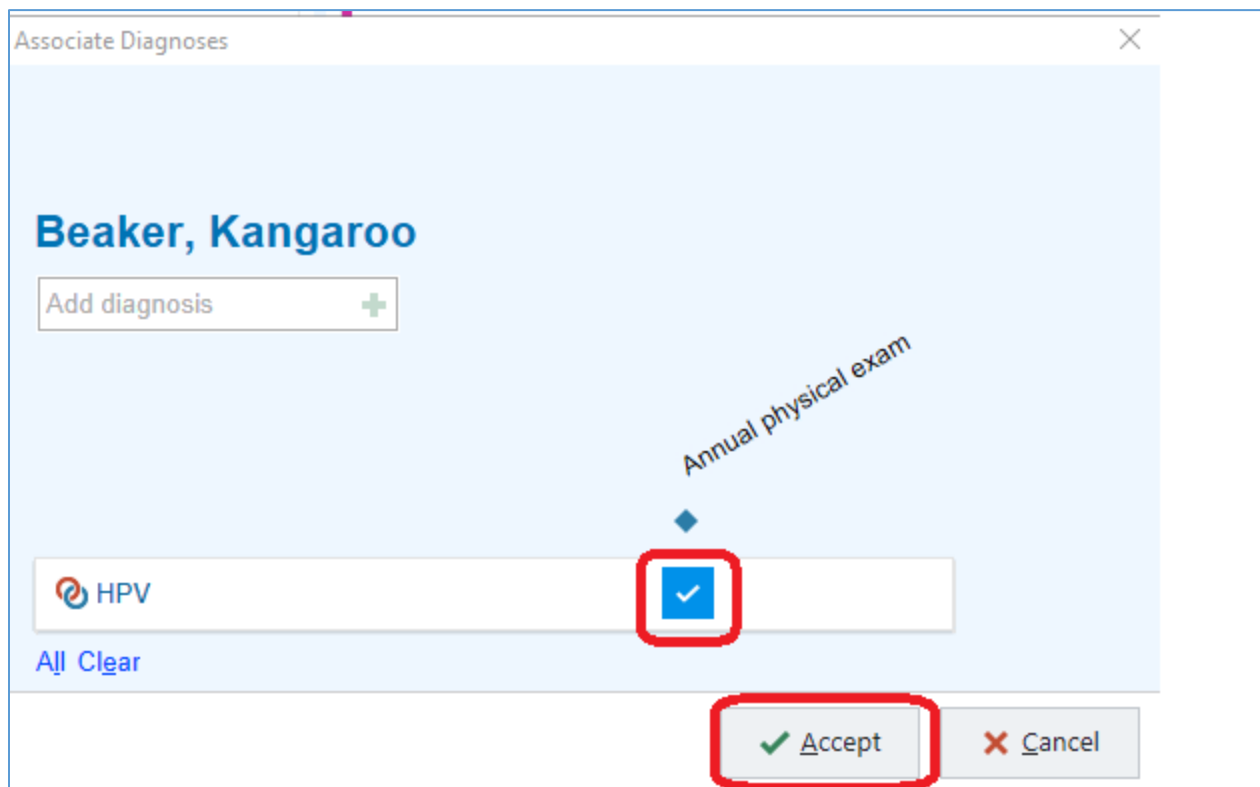 Associate Diagnoses
Beaker, Kangaroo
Add diagnosis
Annual physical exam
HPV
All Clear
Accept Cancel